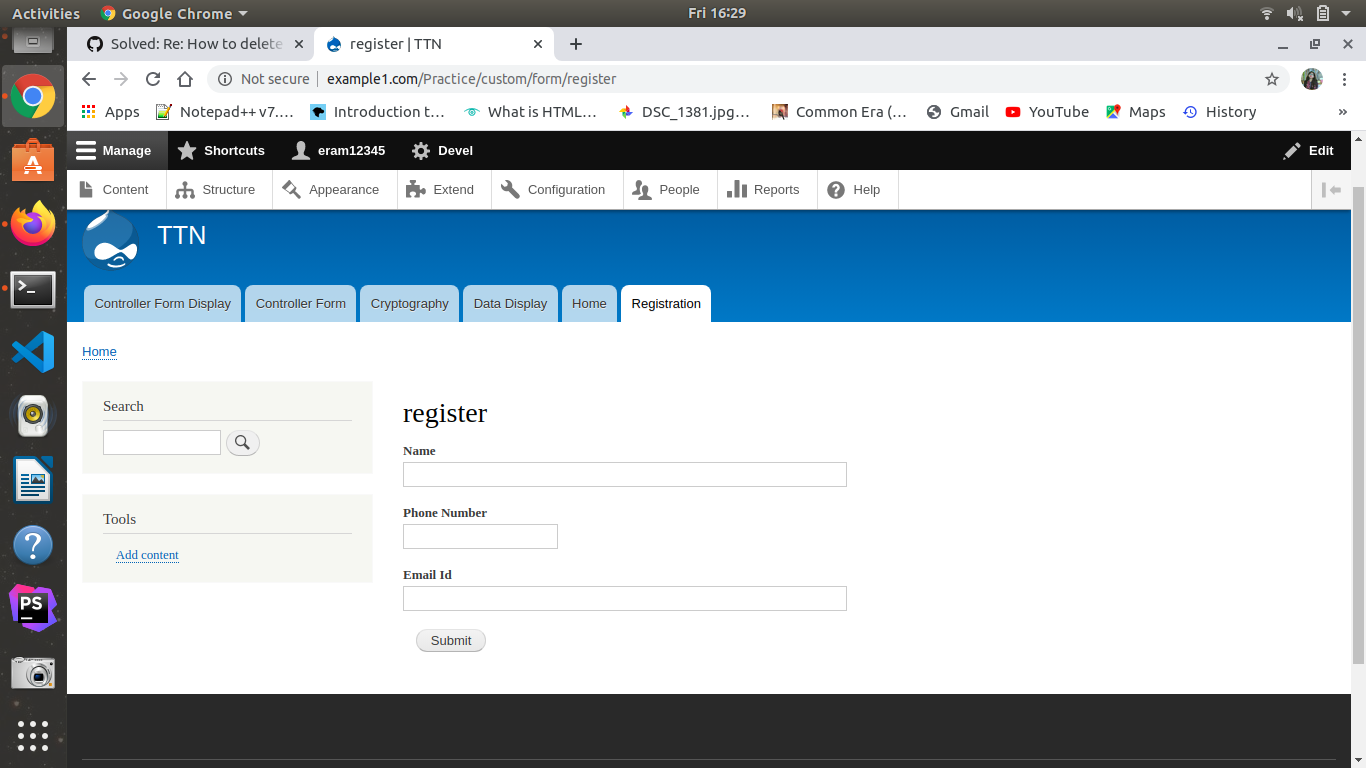 Activities Google Chrome Fri 16:29
Solved: Re: How to delete register | TTN
Not secure example1.com/Practice/custom/form/register
Apps Notepad++ v7.... Introduction t... What is HTML... DSC_1381.jpg... Common Era (... Gmail YouTube Maps History »
Manage Shortcuts eram12345 Devel Edit
Content Structure Appearance Extend Configuration People Reports Help
TTN
Controller Form Display Controller Form Cryptography Data Display Home Registration
Home
Search
Tools
Add content
register
Name
Phone Number
Email Id
Submit
PS